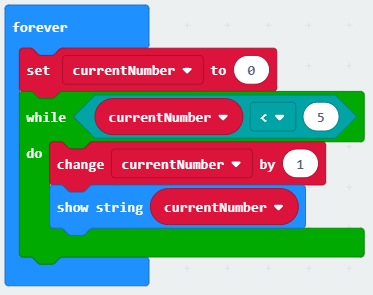 forever
set currentNumber to 0
while currentNumber < 5
do
change currentNumber by 1
show string currentNumber